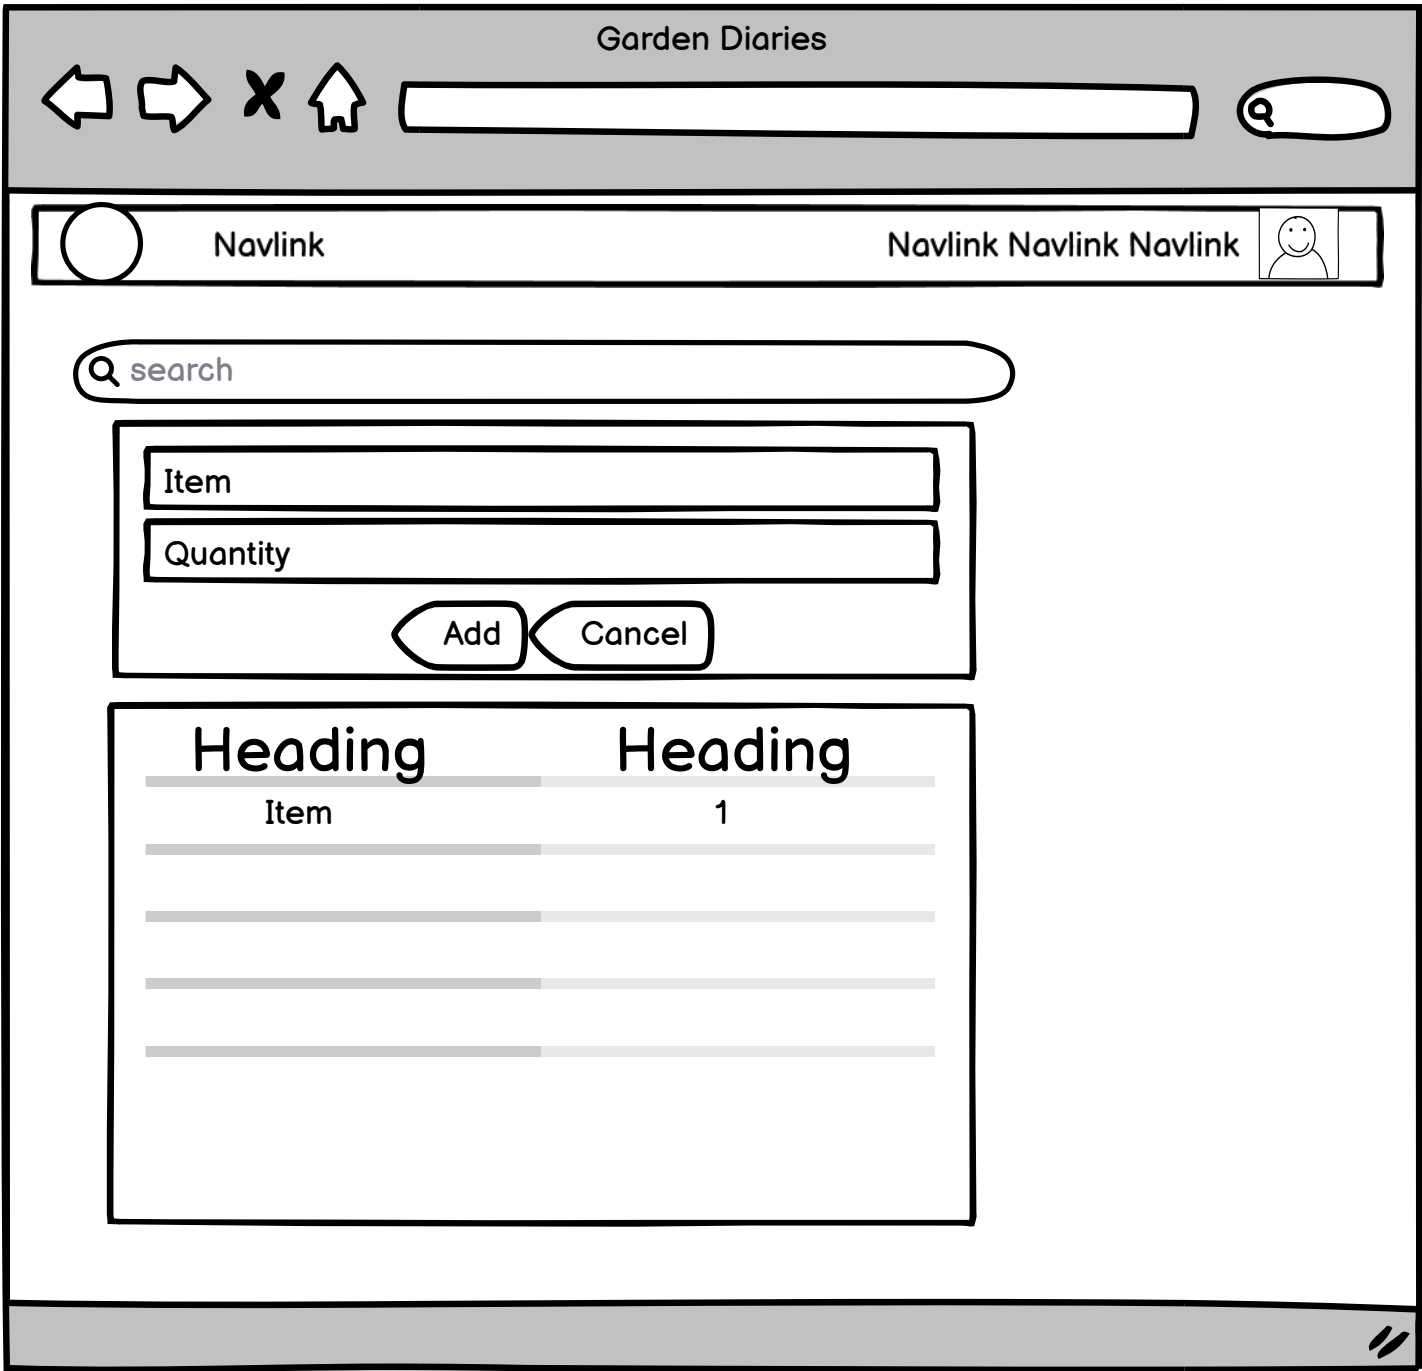 Garden Diaries
Navlink Navlink Navlink Navlink
search
Item
Quantity
Add Cancel
Heading Heading
Item 1